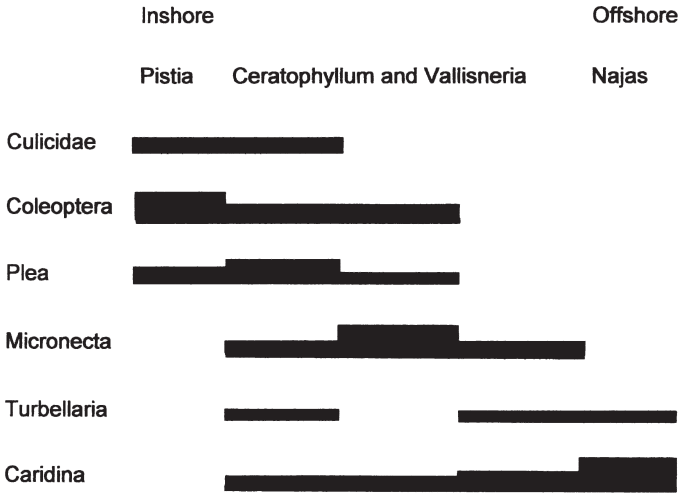 Inshore Offshore
Pistia Ceratophyllum and Vallisneria Najas
Culicidae
Coleoptera
Plea
Micronecta
Turbellaria
Caridina